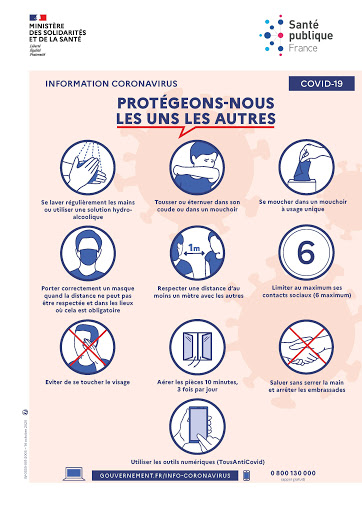 MINISTÈRE
DES SOLIDARITÉS
ET DE LA SANTÉ
Liberté
Égalité
Fraternité
Santé
publique
France
INFORMATION CORONAVIRUS
COVID-19
PROTÉGEONS-NOUS
LES UNS LES AUTRES
Se laver régulièrement les mains
ou utiliser une solution hydro-
alcoolique
Tousser ou éternuer dans son
coude ou dans un mouchoir
Se moucher dans un mouchoir
à usage unique
1m
6
Porter correctement un masque
quand la distance ne peut pas
être respectée et dans les lieux
où cela est obligatoire
Respecter une distance d'au
moins un mètre avec les autres
Limiter au maximum ses
contacts sociaux (6 maximum)
Eviter de se toucher le visage
Aérer les pièces 10 minutes,
3 fois par jour
Saluer sans serrer la main
et arrêter les embrassades
Utiliser les outils numériques (TousAntiCovid)
GOUVERNEMENT.FR/INFO-CORONAVIRUS
0 800 130 000
(appel gratuit)